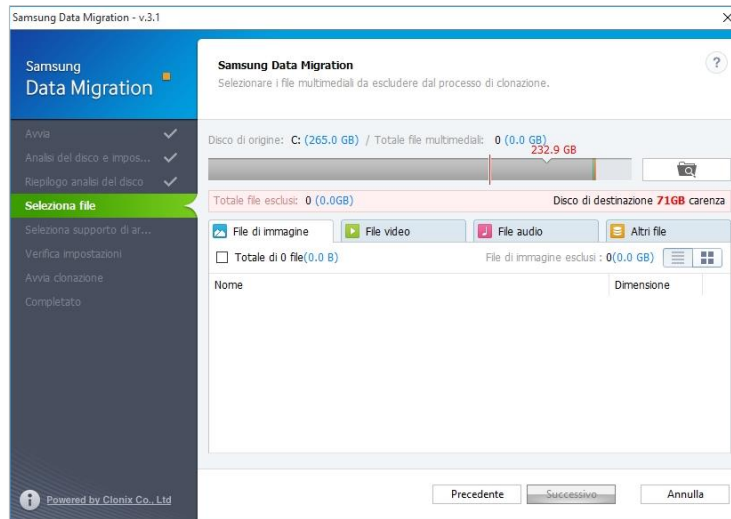 Samsung Data Migration - v.3.1
Samsung
Data Migration
Samsung Data Migration
Selezionare i file multimediali da escludere dal processo di clonazione.
?
Avvia
Analisi del disco e impos...
Riepilogo analisi del disco
Seleziona file
Seleziona supporto di ar...
Verifica impostazioni
Avvia clonazione
Completato
Disco di origine: C: (265.0 GB) / Totale file multimediali: 0 (0.0 GB)
232.9 GB
Totale file esclusi: 0 (0.0GB)
Disco di destinazione 71GB carenza
File di immagine
File video
File audio
Altri file
Totale di 0 file(0.0 B)
File di immagine esclusi : 0(0.0 GB)
Nome
Dimensione
Powered by Clonix Co., Ltd
Precedente
Successivo
Annulla